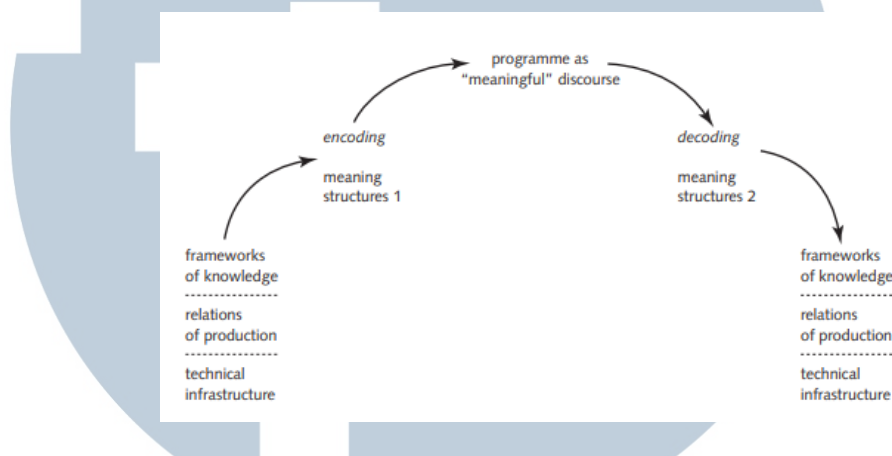 programme as
“meaningful” discourse
encoding
decoding
meaning
structures 1
meaning
structures 2
frameworks
of knowledge
relations
of production
technical
infrastructure
frameworks
of knowledge
relations
of production
technical
infrastructure